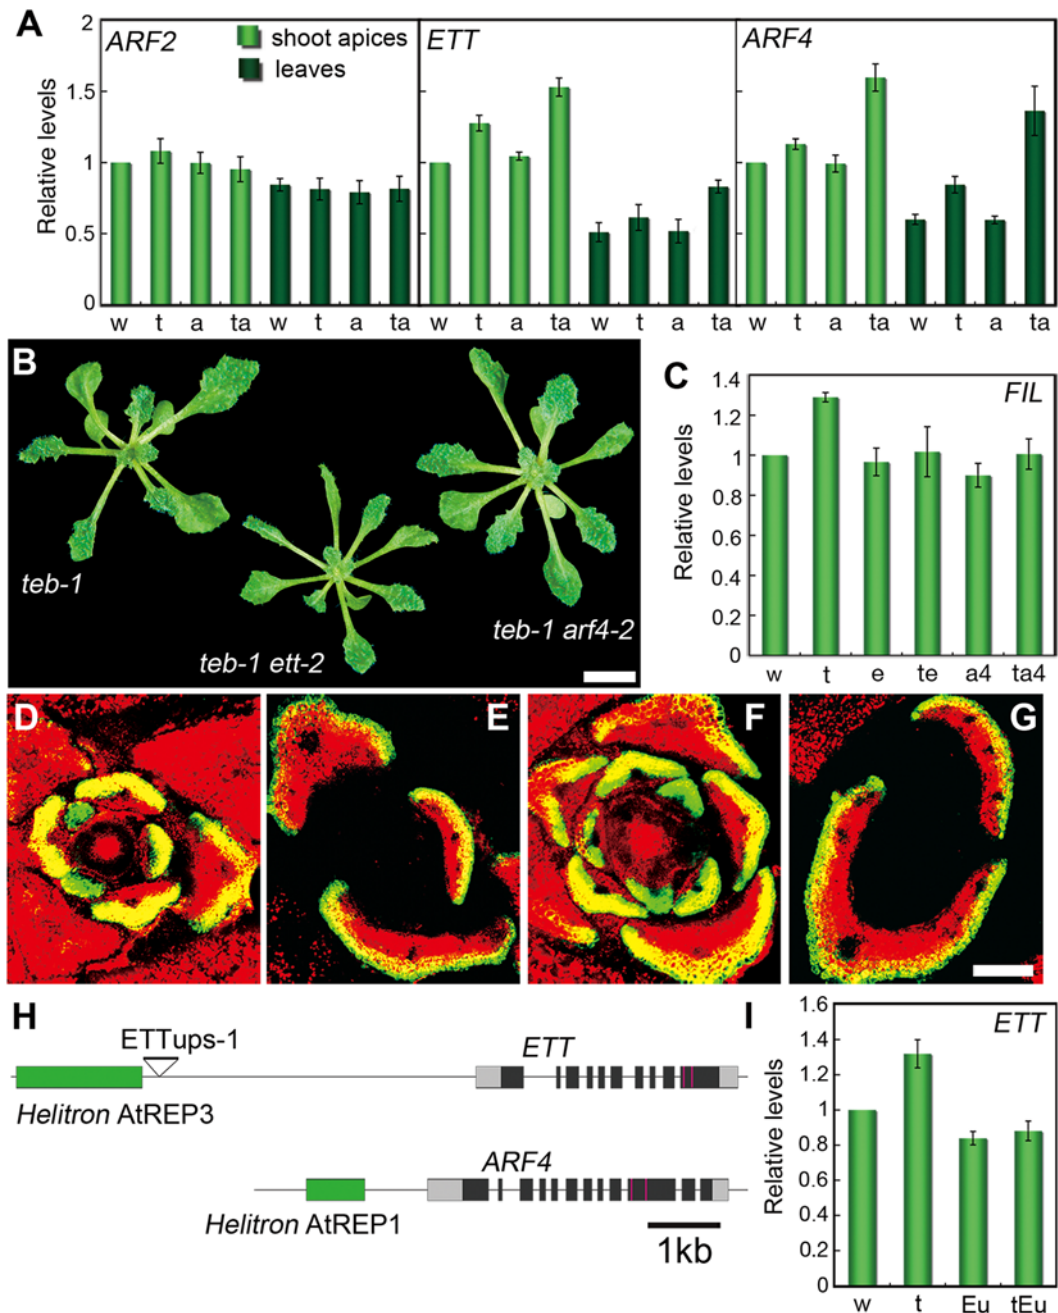 A
ARF2
shoot apices
leaves
ETT
ARF4
Relative levels
2
1.5
1
0.5
0
w t a ta w t a ta w t a ta w t a ta w t a ta w t a ta
B
teb-1
teb-1 ett-2
teb-1 arf4-2
C
FIL
Relative levels
1.4
1.2
1
0.8
0.6
0.4
0.2
0
w t e te a4 ta4
D
E
F
G
H
ETTups-1
ETT
Helitron AtREP3
ARF4
Helitron AtREP1
1kb
I
ETT
Relative levels
1.6
1.4
1.2
1
0.8
0.6
0.4
0.2
0
w t Eu tEu